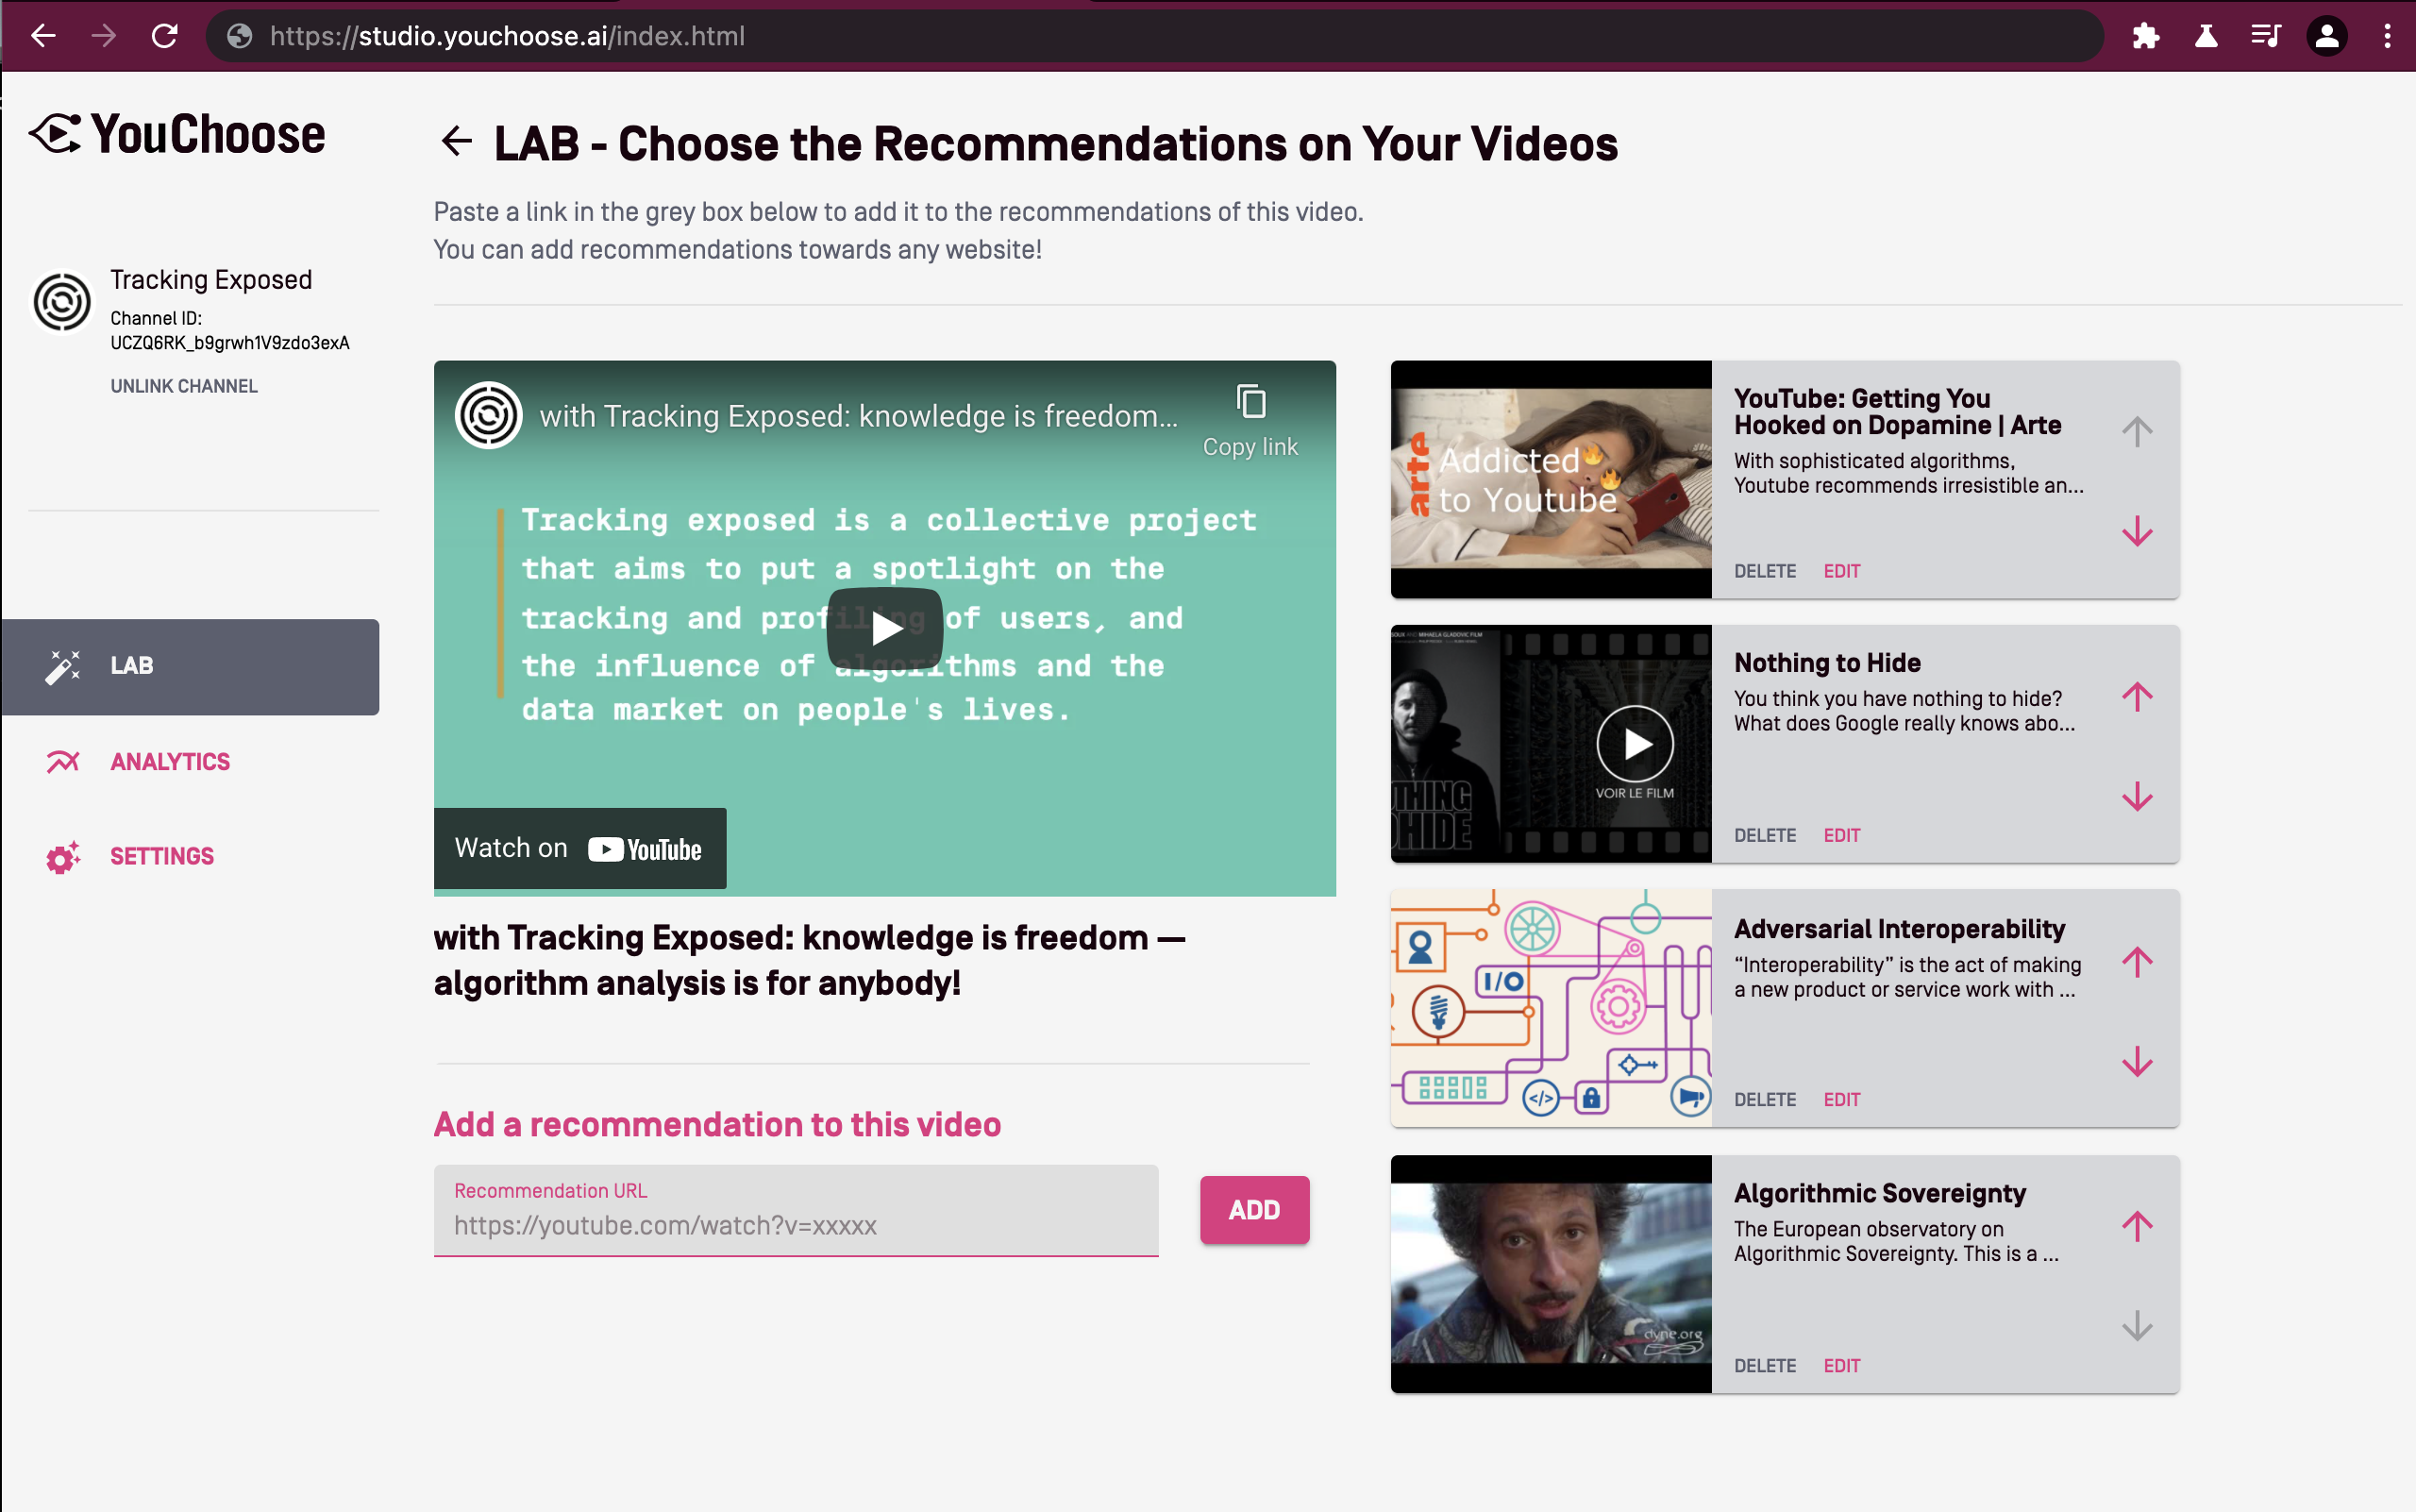 https://studio.youchoose.ai/index.html
YouChoose
Tracking Exposed
Channel ID:
UCZQ6RK_b9grwh1V9zdo3exA
UNLINK CHANNEL
LAB
ANALYTICS
SETTINGS
LAB - Choose the Recommendations on Your Videos
Paste a link in the grey box below to add it to the recommendations of this video.
You can add recommendations towards any website!
with Tracking Exposed: knowledge is freedom...
Copy link
Tracking exposed is a collective project
that aims to put a spotlight on the
tracking and profiling of users, and
the influence of algorithms and the
data market on people's lives.
Watch on YouTube
with Tracking Exposed: knowledge is freedom —
algorithm analysis is for anybody!
Add a recommendation to this video
Recommendation URL
https://youtube.com/watch?v=xxxxx
ADD
arte
Addicted
to Youtube
YouTube: Getting You
Hooked on Dopamine | Arte
With sophisticated algorithms,
Youtube recommends irresistible an...
DELETE EDIT
MIHAELA GLADOVIC FILM
THING
HIDE
VOIR LE FILM
Nothing to Hide
You think you have nothing to hide?
What does Google really knows abo...
DELETE EDIT
I/O
</>
Adversarial Interoperability
“Interoperability” is the act of making
a new product or service work with ...
DELETE EDIT
dyne.org
Algorithmic Sovereignty
The European observatory on
Algorithmic Sovereignty. This is a ...
DELETE EDIT